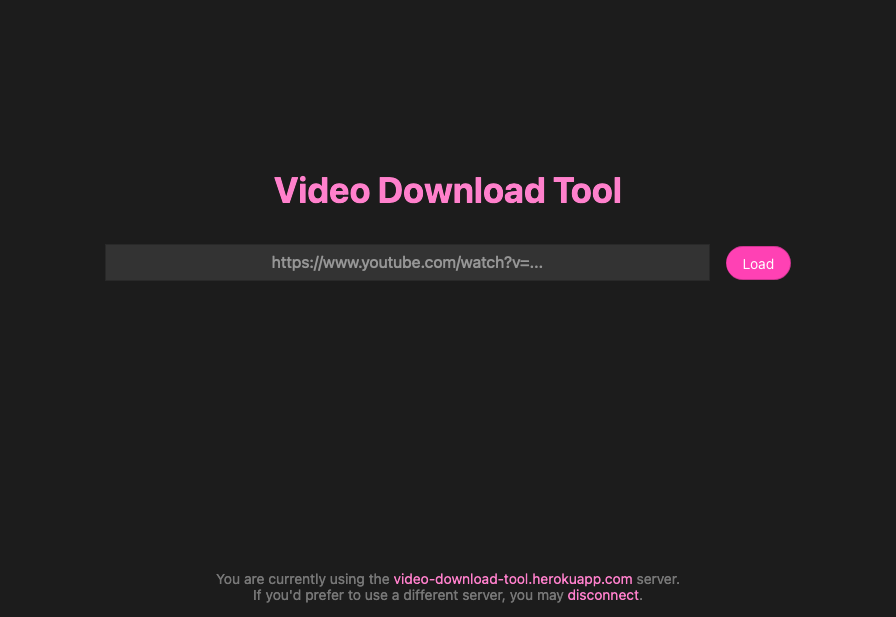 Video Download Tool
https://www.youtube.com/watch?v=...
Load
You are currently using the video-download-tool.herokuapp.com server.
If you'd prefer to use a different server, you may disconnect.